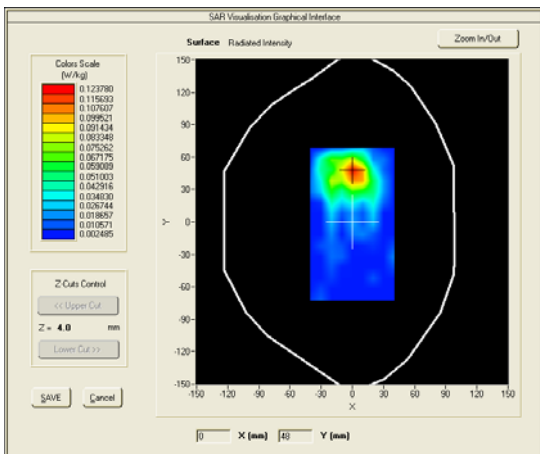 SAR Visualisation Graphical Interface
Surface Radiated Intensity
Zoom In/Out
Colors Scale
(W/kg)
0.123780
0.115693
0.107607
0.099521
0.091434
0.083348
0.075262
0.067175
0.059089
0.051003
0.042916
0.034830
0.026744
0.018657
0.010571
0.002485
Z-Cuts Control
<< Upper Cut
Z = 4.0 mm
Lower Cut >>
SAVE Cancel
150
120
90
60
30
0
-30
-60
-90
-120
-150
Y
-150 -120 -90 -60 -30 0 30 60 90 120 150
X
0 X (mm) 48 Y (mm)